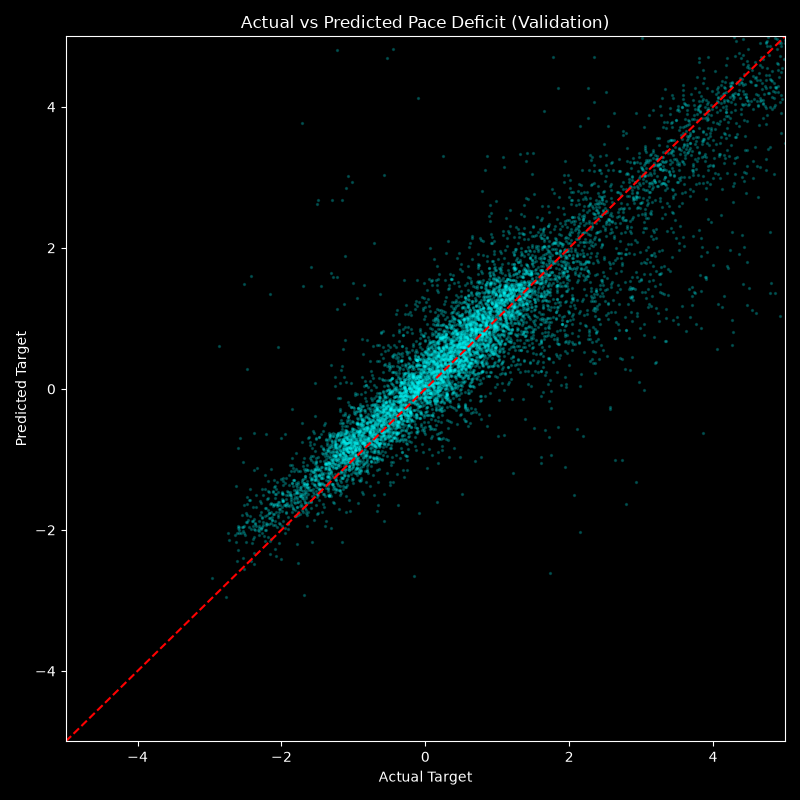 Actual vs Predicted Pace Deficit (Validation)
4
2
0
−2
−4
Predicted Target
−4 −2 0 2 4
Actual Target